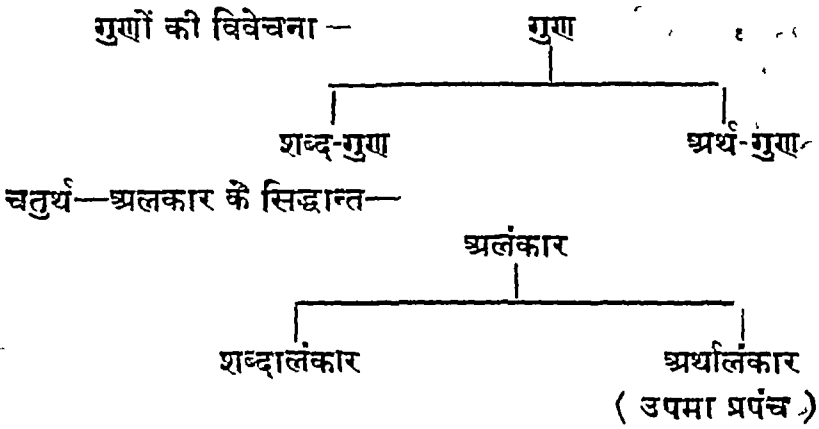 गुणों की विवेचना – गुण
शब्द-गुण अर्थ-गुण
चतुर्थ—अलकार के सिद्धान्त—
अलंकार
शब्दालंकार अर्थालंकार
( उपमा प्रपंच )